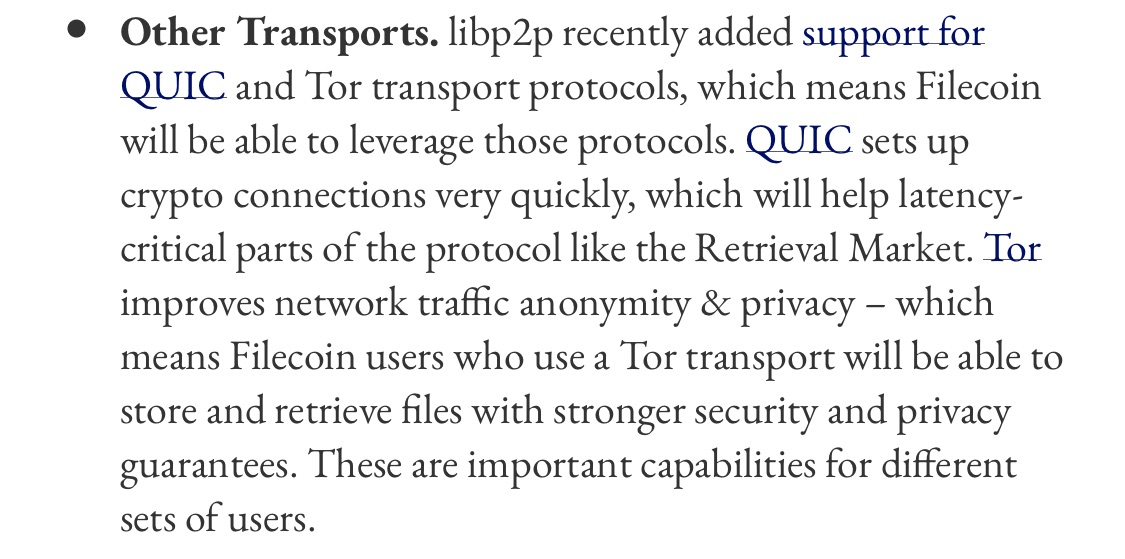 • Other Transports. libp2p recently added support for
QUIC and Tor transport protocols, which means Filecoin
will be able to leverage those protocols. QUIC sets up
crypto connections very quickly, which will help latency-
critical parts of the protocol like the Retrieval Market. Tor
improves network traffic anonymity & privacy – which
means Filecoin users who use a Tor transport will be able to
store and retrieve files with stronger security and privacy
guarantees. These are important capabilities for different
sets of users.